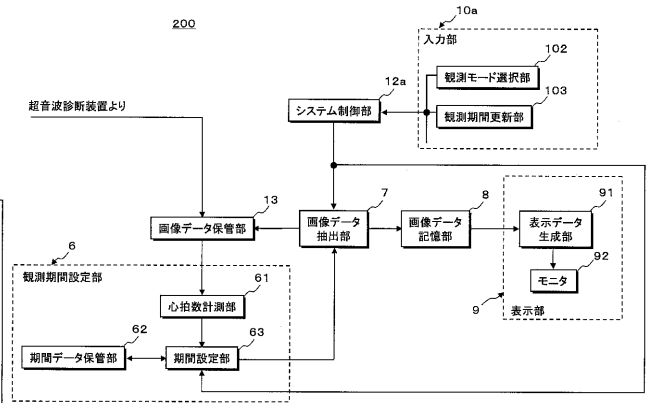 200
10a
入力部
102
観測モード選択部
103
観測期間更新部
12a
システム制御部
超音波診断装置より
13
画像データ保管部
7
画像データ
抽出部
8
画像データ
記憶部
91
表示データ
生成部
92
モニタ
9
表示部
6
観測期間設定部
61
心拍数計測部
62
期間データ保管部
63
期間設定部